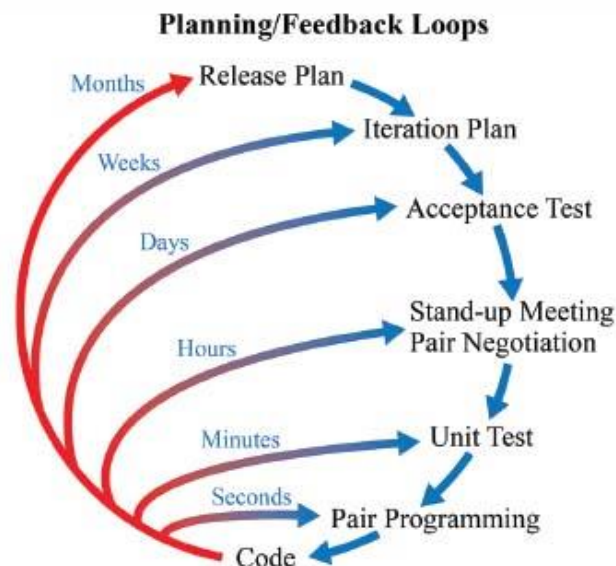 Planning/Feedback Loops
Months
Release Plan
Iteration Plan
Weeks
Acceptance Test
Days
Stand-up Meeting
Pair Negotiation
Hours
Unit Test
Minutes
Seconds
Pair Programming
Code